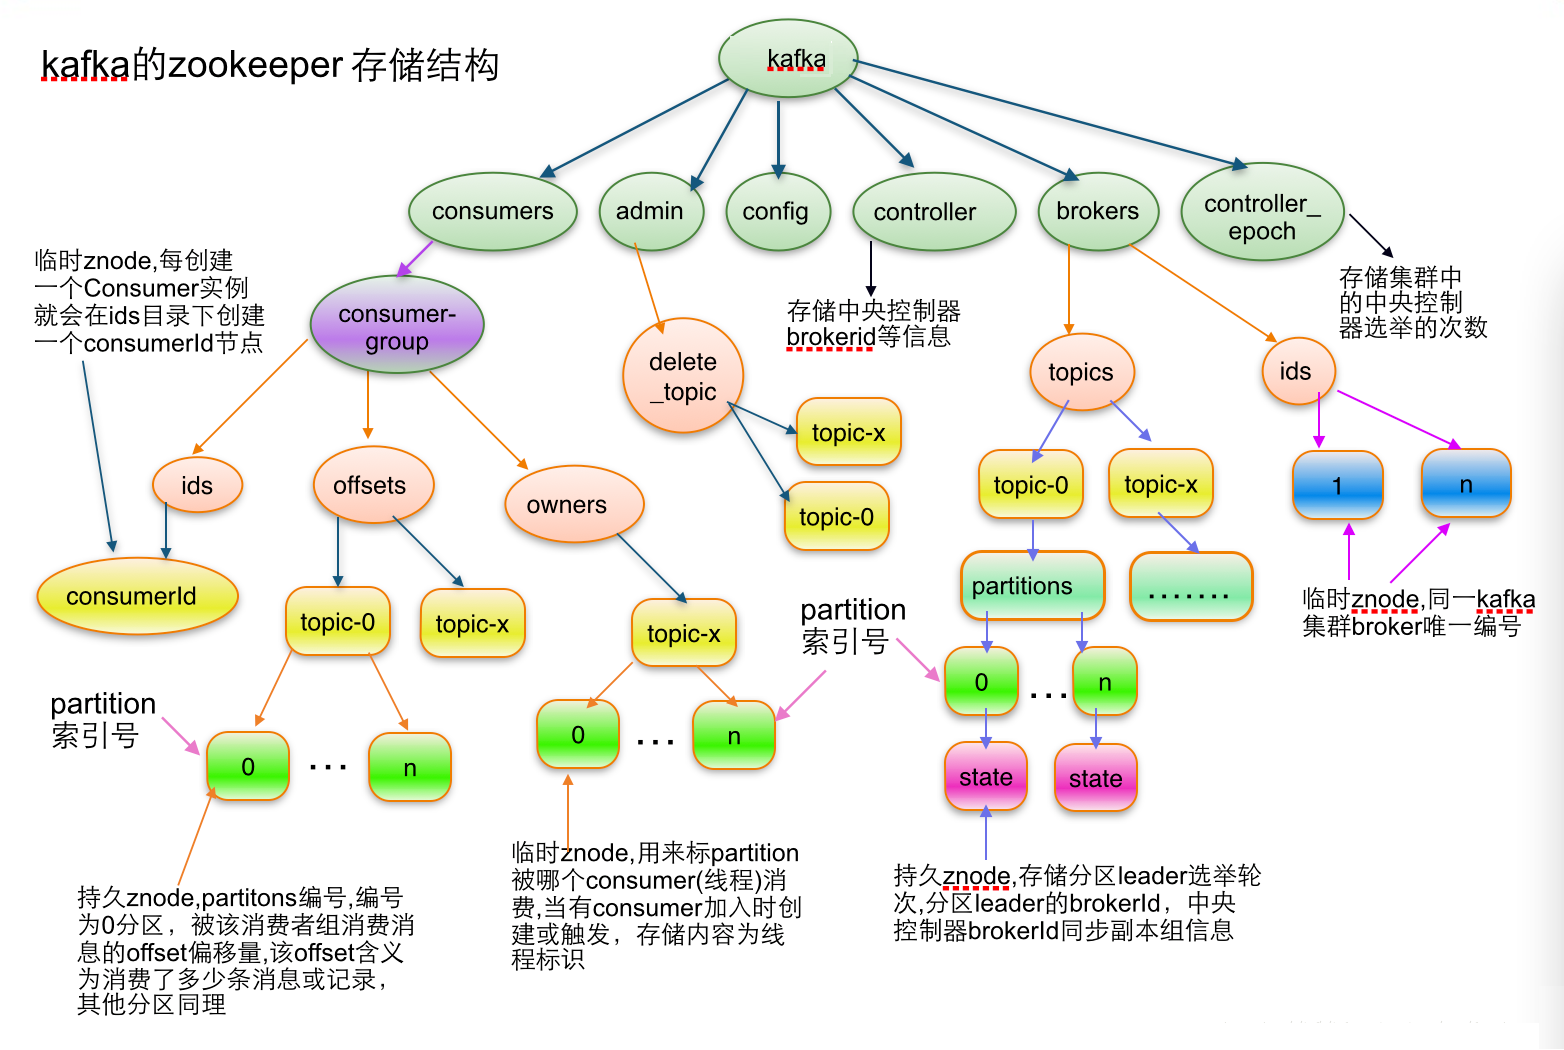 kafka的zookeeper 存储结构
kafka
consumers
admin
config
controller
brokers
controller_
epoch
临时znode,每创建
一个Consumer实例
就会在ids目录下创建
一个consumerId节点
consumer-
group
存储中央控制器
brokerid等信息
存储集群中
的中央控制
器选举的次数
delete
_topic
topics
ids
topic-x
topic-0
ids
offsets
owners
topic-0
topic-x
1
n
consumerId
topic-0
topic-x
topic-x
partitions
.......
临时znode,同一kafka
集群broker唯一编号
partition
索引号
0
...
n
partition
索引号
0
...
n
0
...
n
state
state
持久znode,partitons编号,编号
为0分区，被该消费者组消费消
息的offset偏移量,该offset含义
为消费了多少条消息或记录，
其他分区同理
临时znode,用来标partition
被哪个consumer(线程)消
费,当有consumer加入时创
建或触发，存储内容为线
程标识
持久znode,存储分区leader选举轮
次,分区leader的brokerId，中央
控制器brokerId同步副本组信息